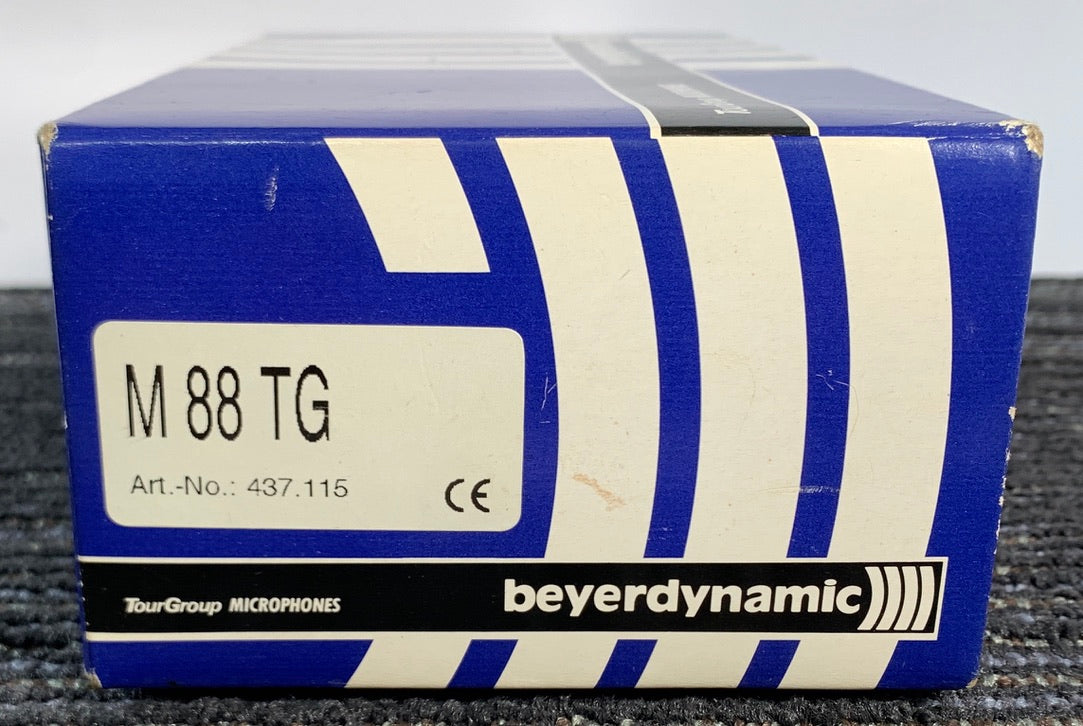 M 88 TG
Art.-No.: 437.115
CE
TourGroup MICROPHONES
beyerdynamic